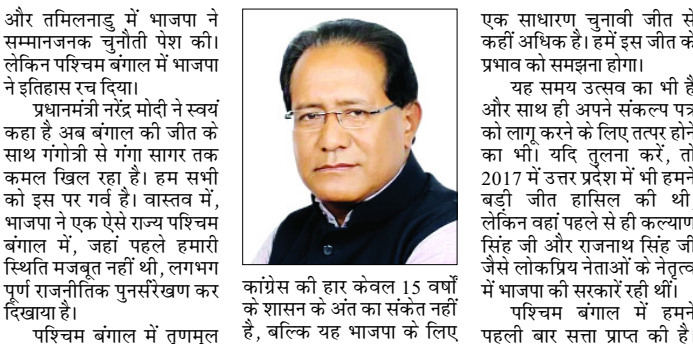 और तमिलनाडु में भाजपा ने
सम्मानजनक चुनौती पेश की।
लेकिन पश्चिम बंगाल में भाजपा
ने इतिहास रच दिया।
प्रधानमंत्री नरेंद्र मोदी ने स्वयं
कहा है अब बंगाल की जीत के
साथ गंगोत्री से गंगा सागर तक
कमल खिल रहा है। हम सभी
को इस पर गर्व है। वास्तव में,
भाजपा ने एक ऐसे राज्य पश्चिम
बंगाल में, जहां पहले हमारी
स्थिति मजबूत नहीं थी, लगभग
पूर्ण राजनीतिक पुनर्संरेखण कर
दिखाया है।
पश्चिम बंगाल में तृणमूल
कांग्रेस की हार केवल 15 वर्षों
के शासन के अंत का संकेत नहीं
है, बल्कि यह भाजपा के लिए
एक साधारण चुनावी जीत से
कहीं अधिक है। हमें इस जीत के
प्रभाव को समझना होगा।
यह समय उत्सव का भी है
और साथ ही अपने संकल्प पत्र
को लागू करने के लिए तत्पर होने
का भी। यदि तुलना करें, तो
2017 में उत्तर प्रदेश में भी हमने
बड़ी जीत हासिल की थी,
लेकिन वहां पहले से ही कल्याण
सिंह जी और राजनाथ सिंह जी
जैसे लोकप्रिय नेताओं के नेतृत्व
में भाजपा की सरकारें रही थीं।
पश्चिम बंगाल में हमने
पहली बार सत्ता प्राप्त की है।